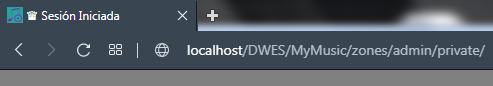 ♛ Sesión Iniciada
localhost/DWES/MyMusic/zones/admin/private/